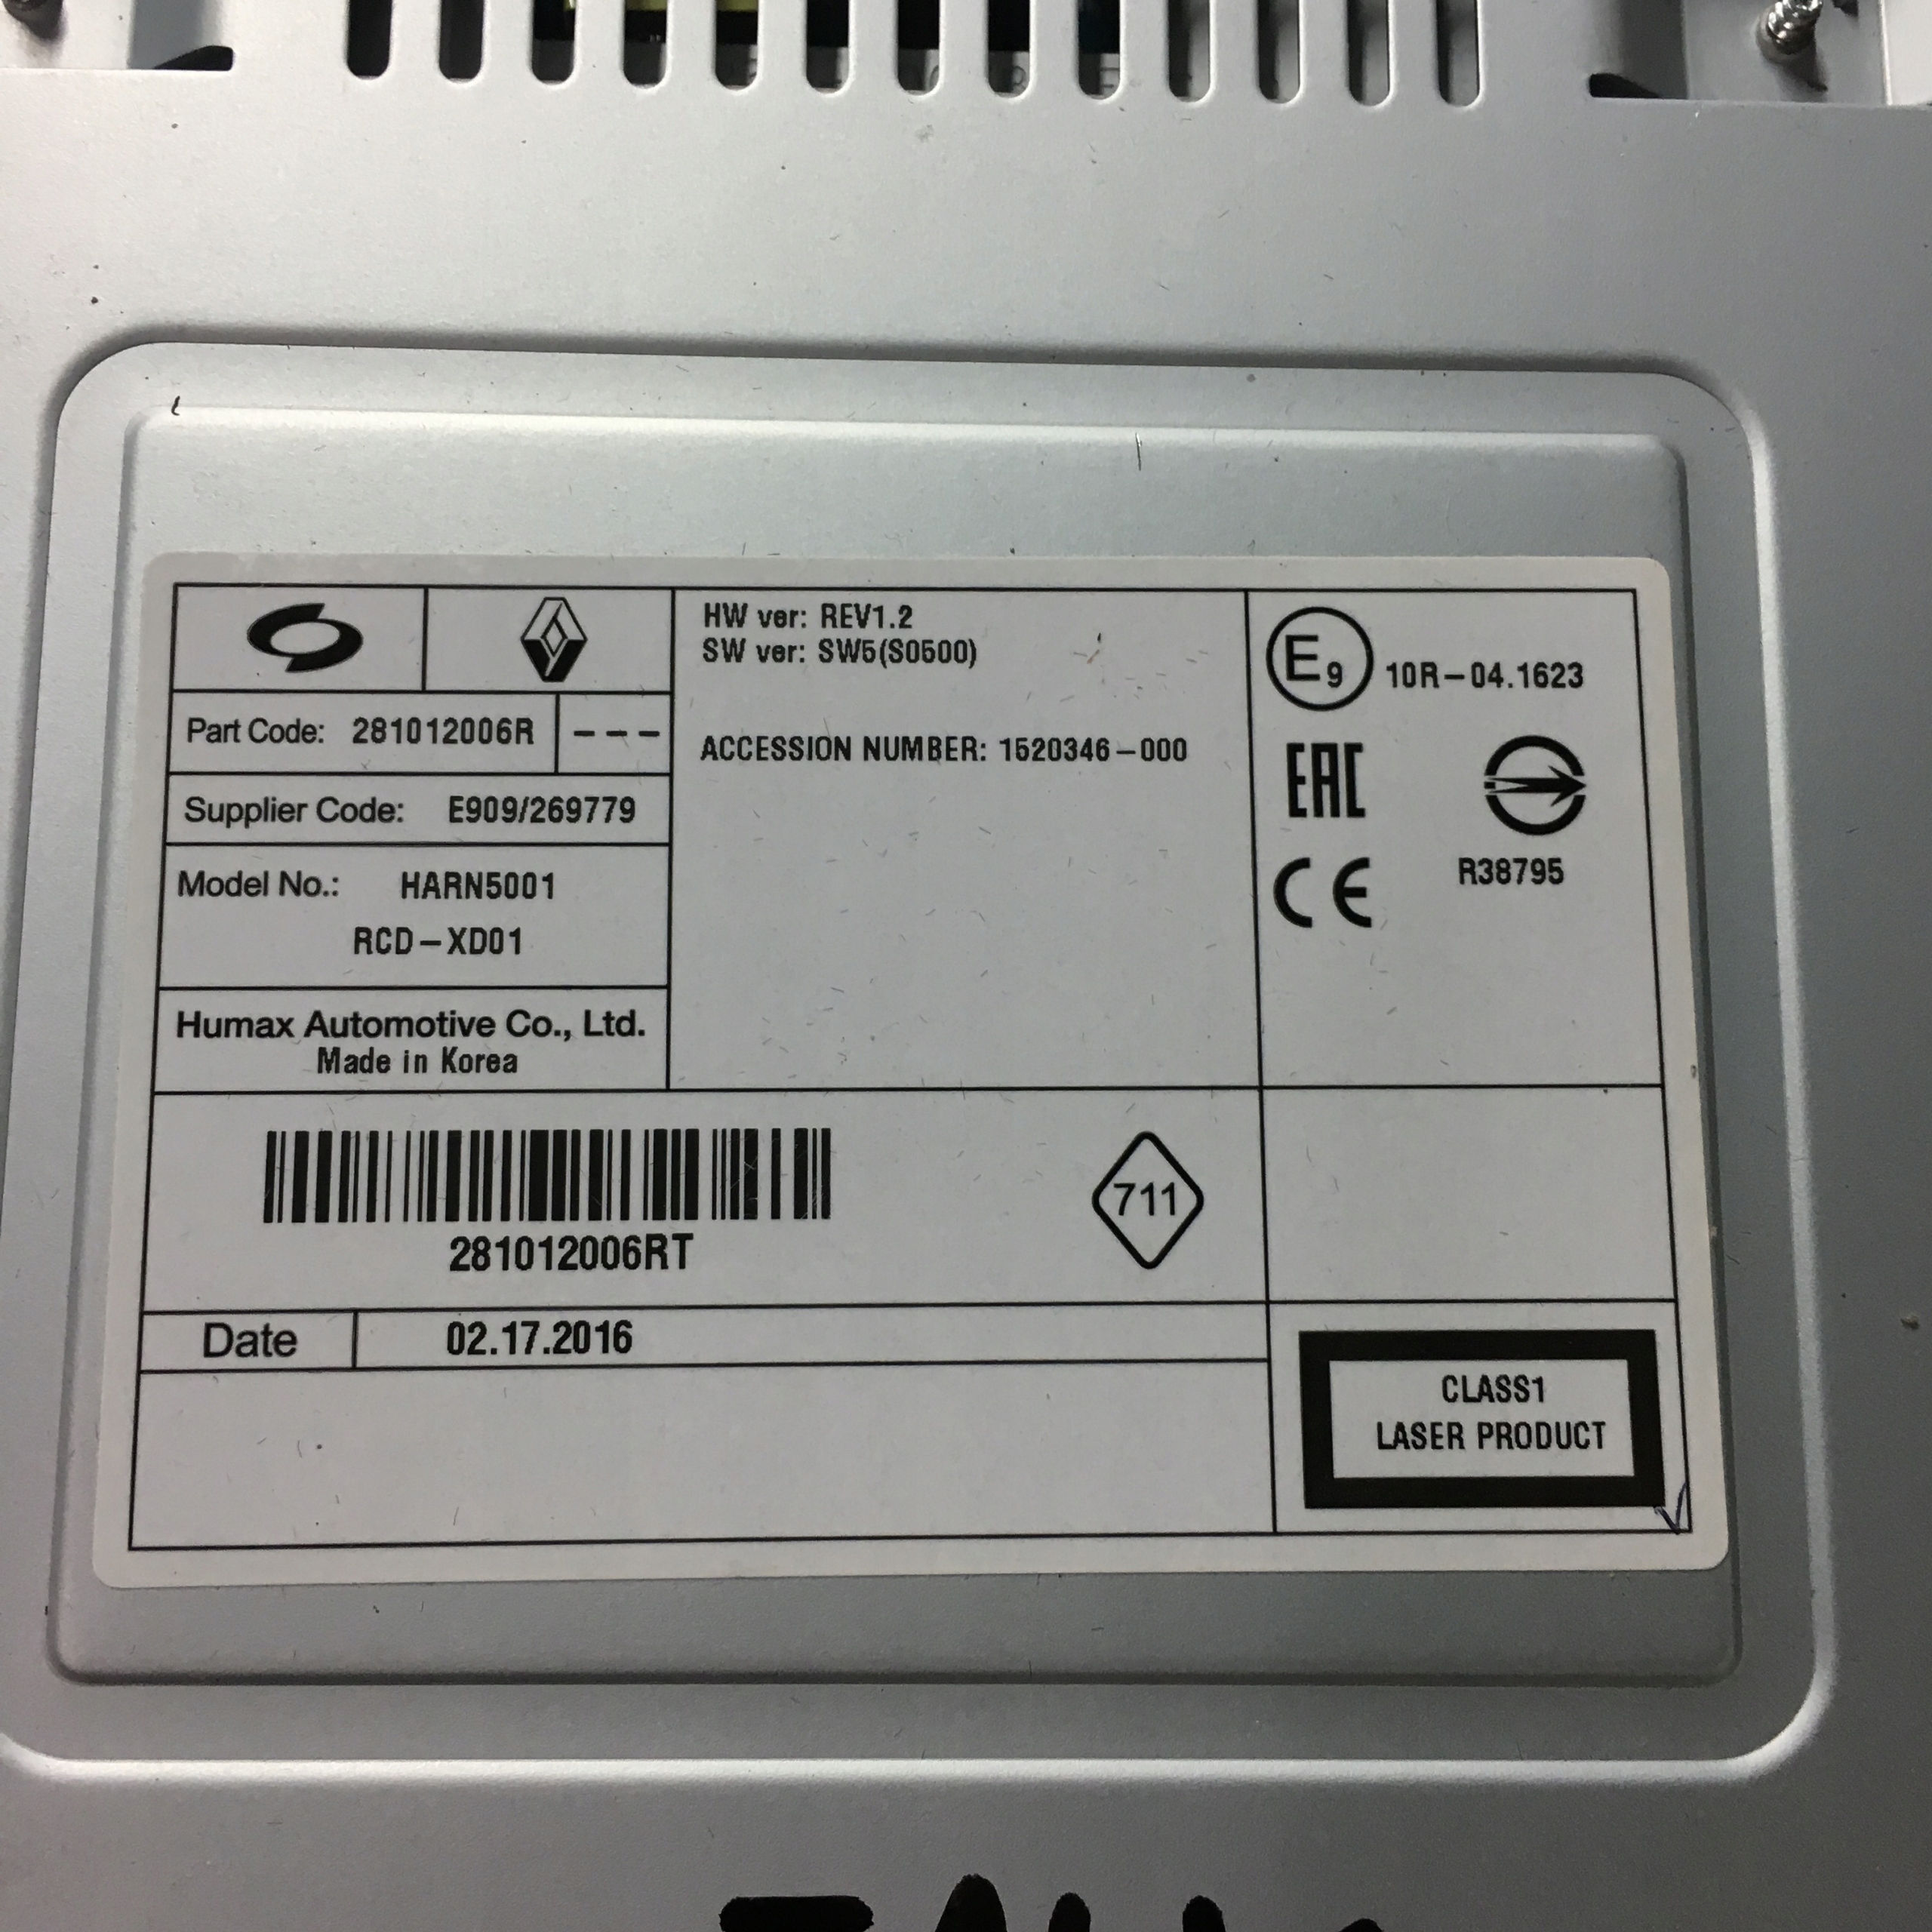 HW ver: REV1.2
SW ver: SW5(S0500)
Part Code: 281012006R ---
ACCESSION NUMBER: 1520346-000
Supplier Code: E909/269779
Model No.: HARN5001
RCD-XD01
Humax Automotive Co., Ltd.
Made in Korea
E9 10R-04.1623
EAC
R38795
CE
281012006RT
711
Date 02.17.2016
CLASS1
LASER PRODUCT